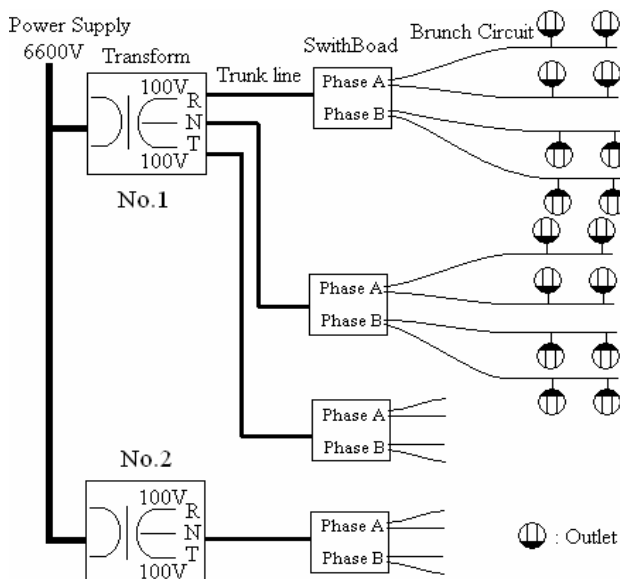 Power Supply
6600V
Transform
100V
R
N
T
100V
No.1
Trunk line
SwithBoad
Phase A
Phase B
Brunch Circuit
Phase A
Phase B
Phase A
Phase B
No.2
100V
R
N
T
100V
Phase A
Phase B
: Outlet